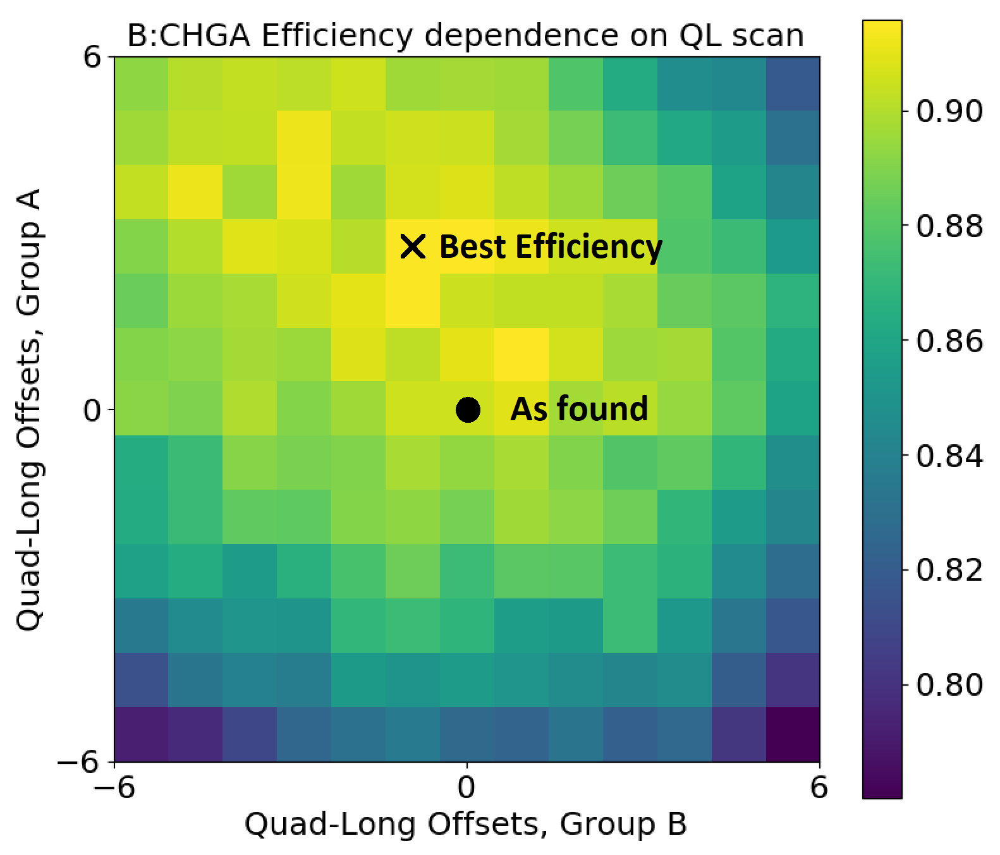 B:CHGA Efficiency dependence on QL scan
6
0
−6
Quad-Long Offsets, Group A
Best Efficiency
As found
−6 0 6
Quad-Long Offsets, Group B
0.90
0.88
0.86
0.84
0.82
0.80